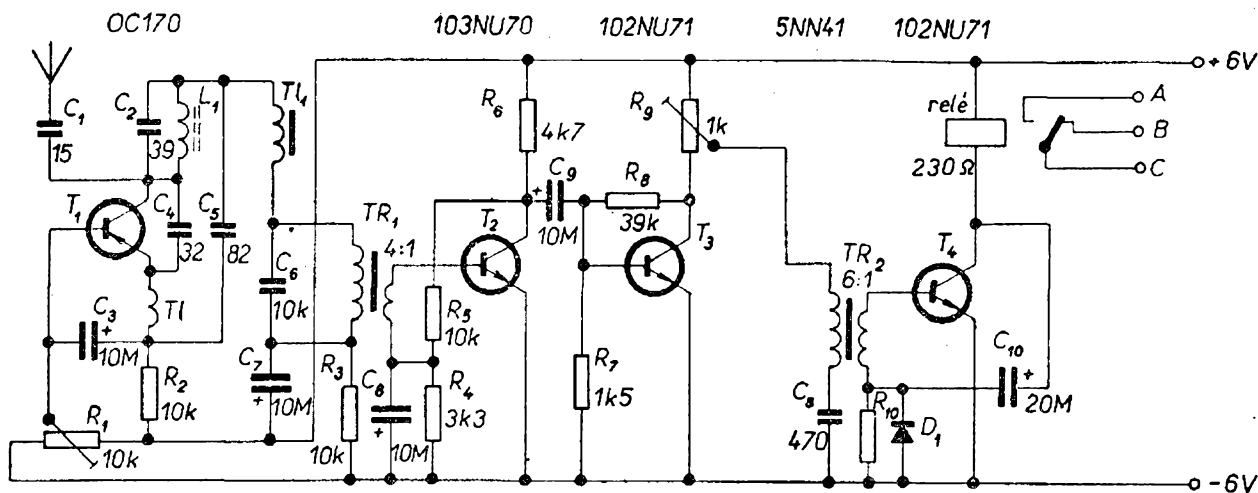 OC170 103NU70 102NU71 5NN41 102NU71
+6V
R6 4k7
R9 1k
relé 230Ω
A
B
C
C1 15
C2 39
L1
Tl1
T1
C4 32
C5 82
C9 10M
R8 39k
TR1 4:1
T2
T3
T4
TR2 6:1
C6 10k
Tl
C3 10M
R5 10k
R7 1k5
C10 20M
R2 10k
C7 10M
R3 10k
C8 10M
R4 3k3
C8 470
R10
D1
R1 10k
-6V
+
+
+
+
+